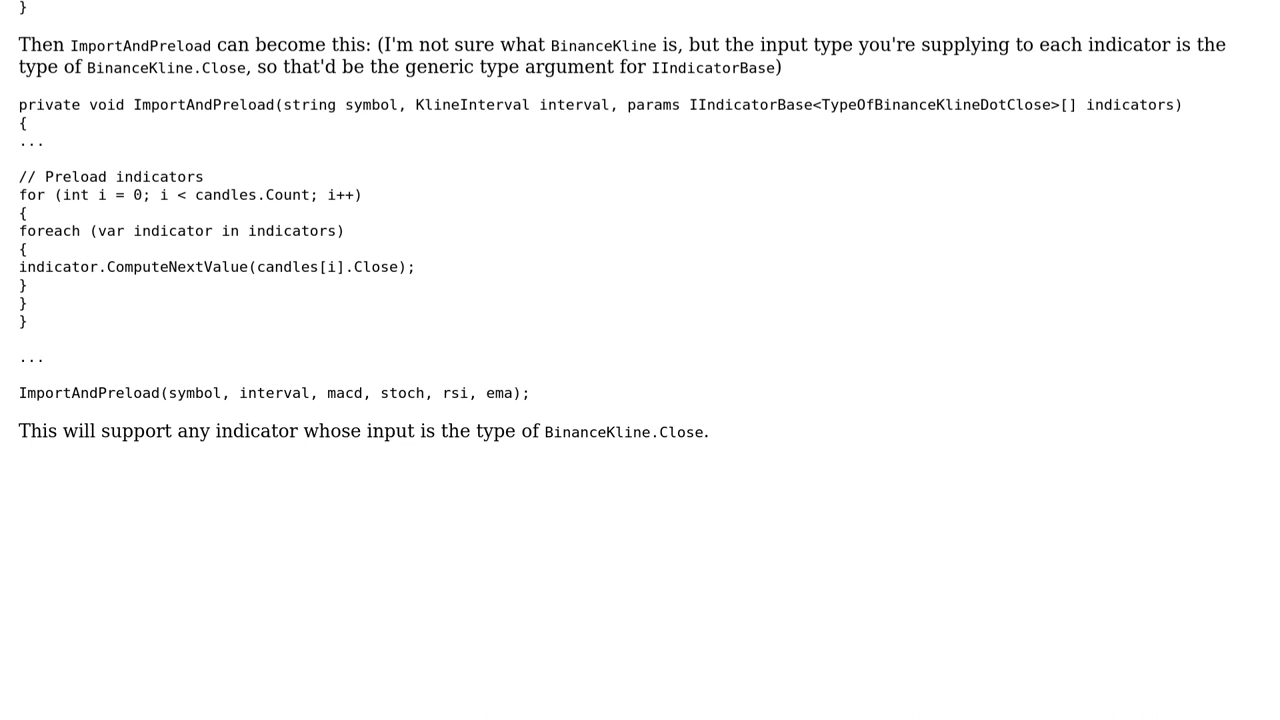 }
Then ImportAndPreload can become this: (I'm not sure what BinanceKline is, but the input type you're supplying to each indicator is the
type of BinanceKline.Close, so that'd be the generic type argument for IIndicatorBase)
private void ImportAndPreload(string symbol, KlineInterval interval, params IIndicatorBase<TypeOfBinanceKlineDotClose>[] indicators)
{
...
// Preload indicators
for (int i = 0; i < candles.Count; i++)
{
foreach (var indicator in indicators)
{
indicator.ComputeNextValue(candles[i].Close);
}
}
}
...
ImportAndPreload(symbol, interval, macd, stoch, rsi, ema);
This will support any indicator whose input is the type of BinanceKline.Close.